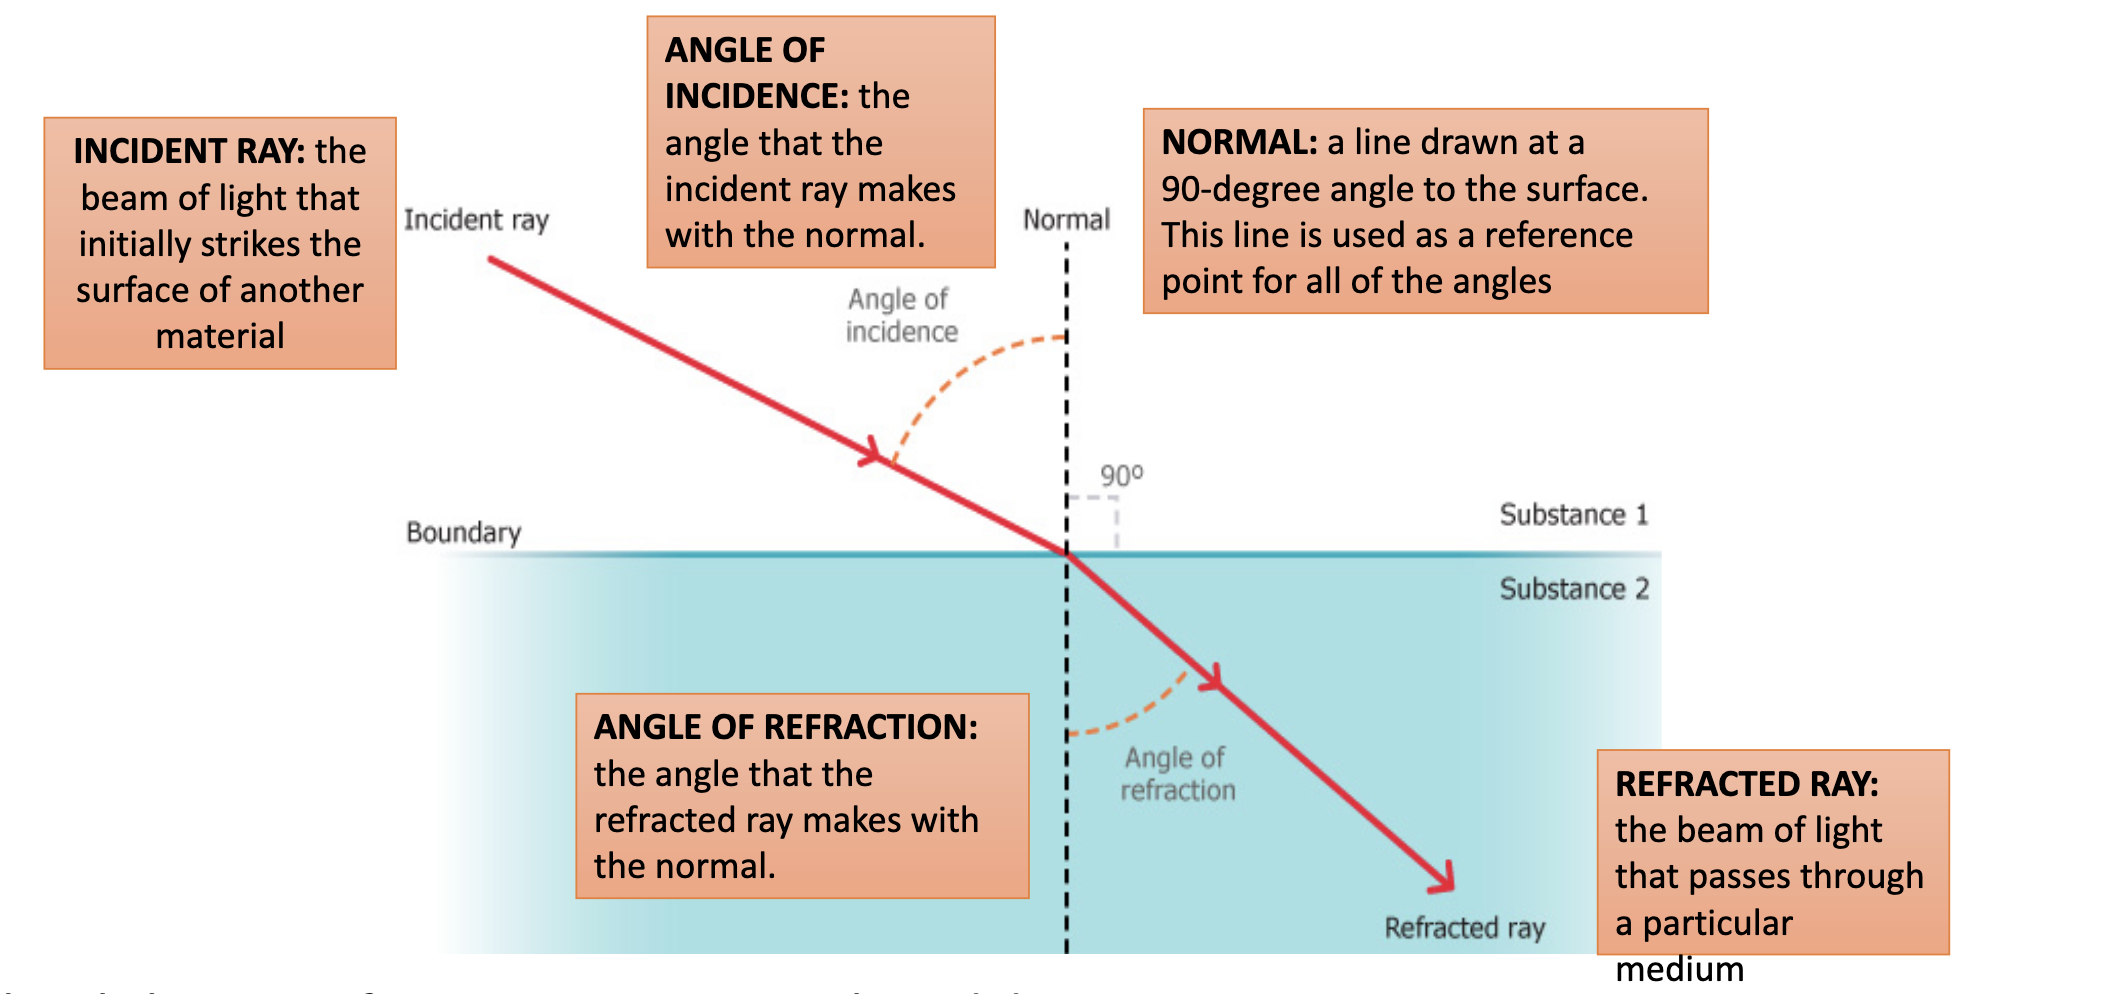 ANGLE OF
INCIDENCE: the
angle that the
incident ray makes
with the normal.
INCIDENT RAY: the
beam of light that
initially strikes the
surface of another
material
NORMAL: a line drawn at a
90-degree angle to the surface.
This line is used as a reference
point for all of the angles
Incident ray
Normal
Angle of
incidence
90º
Boundary
Substance 1
Substance 2
ANGLE OF REFRACTION:
the angle that the
refracted ray makes with
the normal.
Angle of
refraction
REFRACTED RAY:
the beam of light
that passes through
a particular
medium
Refracted ray